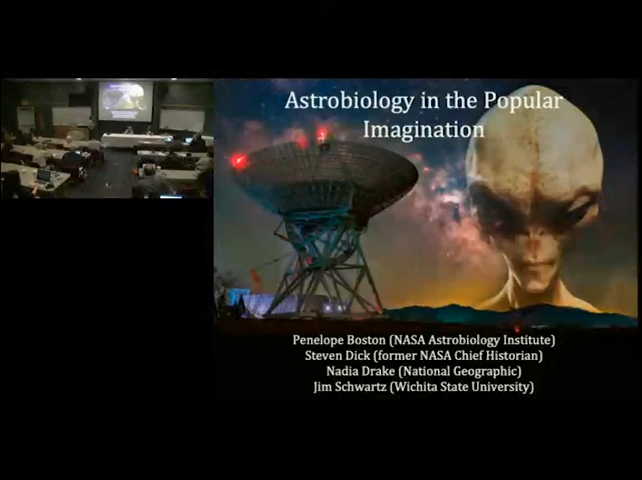 Astrobiology in the Popular
Imagination
Penelope Boston (NASA Astrobiology Institute)
Steven Dick (former NASA Chief Historian)
Nadia Drake (National Geographic)
Jim Schwartz (Wichita State University)